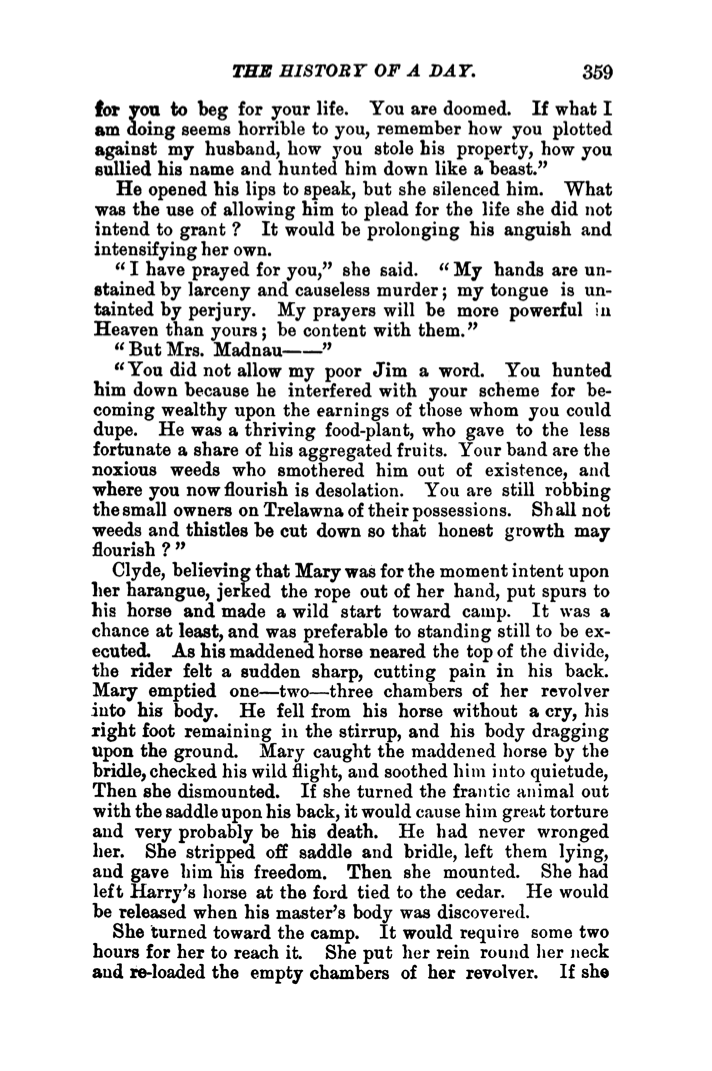 THE HISTORY OF A DAY. 359
for you to beg for your life. You are doomed. If what I
am doing seems horrible to you, remember how you plotted
against my husband, how you stole his property, how you
sullied his name and hunted him down like a beast.”
He opened his lips to speak, but she silenced him. What
was the use of allowing him to plead for the life she did not
intend to grant? It would be prolonging his anguish and
intensifying her own.
“I have prayed for you,” she said. “My hands are un-
stained by larceny and causeless murder; my tongue is un-
tainted by perjury. My prayers will be more powerful in
Heaven than yours; be content with them.”
“But Mrs. Madnau——”
“You did not allow my poor Jim a word. You hunted
him down because he interfered with your scheme for be-
coming wealthy upon the earnings of those whom you could
dupe. He was a thriving food-plant, who gave to the less
fortunate a share of his aggregated fruits. Your band are the
noxious weeds who smothered him out of existence, and
where you now flourish is desolation. You are still robbing
the small owners on Trelawna of their possessions. Shall not
weeds and thistles be cut down so that honest growth may
flourish?”
Clyde, believing that Mary was for the moment intent upon
her harangue, jerked the rope out of her hand, put spurs to
his horse and made a wild start toward camp. It was a
chance at least, and was preferable to standing still to be ex-
ecuted. As his maddened horse neared the top of the divide,
the rider felt a sudden sharp, cutting pain in his back.
Mary emptied one—two—three chambers of her revolver
into his body. He fell from his horse without a cry, his
right foot remaining in the stirrup, and his body dragging
upon the ground. Mary caught the maddened horse by the
bridle, checked his wild flight, and soothed him into quietude,
Then she dismounted. If she turned the frantic animal out
with the saddle upon his back, it would cause him great torture
and very probably be his death. He had never wronged
her. She stripped off saddle and bridle, left them lying,
and gave him his freedom. Then she mounted. She had
left Harry’s horse at the ford tied to the cedar. He would
be released when his master’s body was discovered.
She turned toward the camp. It would require some two
hours for her to reach it. She put her rein round her neck
and re-loaded the empty chambers of her revolver. If she